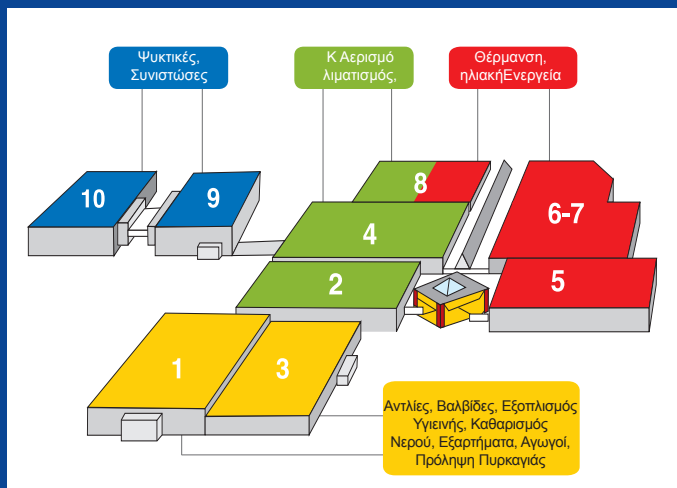 Ψυκτικές,
Συνιστώσες
Κ Αερισμό
λιματισμός,
Θέρμανση,
ηλιακήΕνεργεία
10
9
8
4
6-7
2
5
1
3
Αντλίες, Βαλβίδες, Εξοπλισμός
Υγιεινής, Καθαρισμός
Νερού, Εξαρτήματα, Αγωγοί,
Πρόληψη Πυρκαγιάς